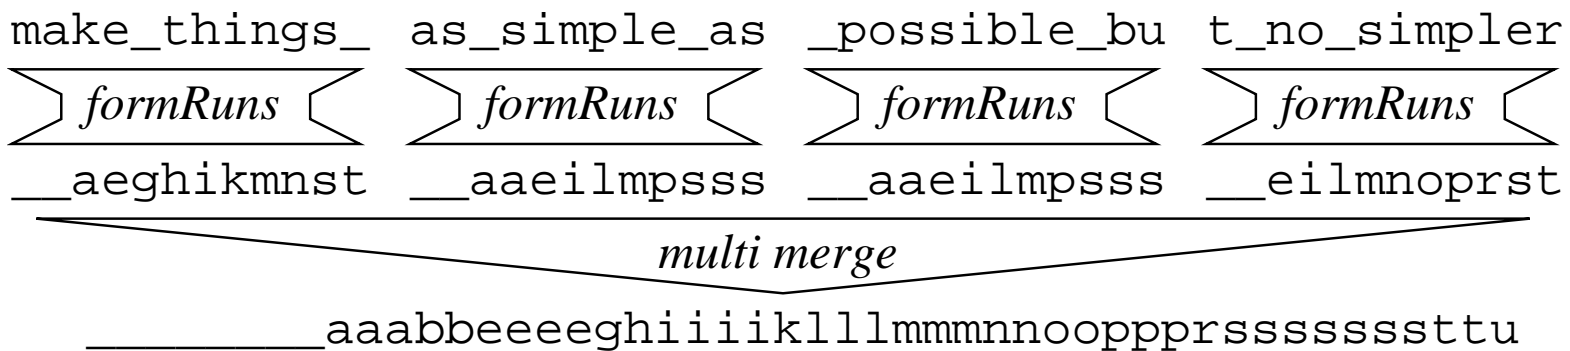 make_things_ as_simple_as _possible_bu t_no_simpler
formRuns formRuns formRuns formRuns
__aeghikmnst __aaeilmpsss __aaeilmpsss __eilmnoprst
multi merge
________aaabbeeeeghiiiiklllmmmnnooppprsssssssttu